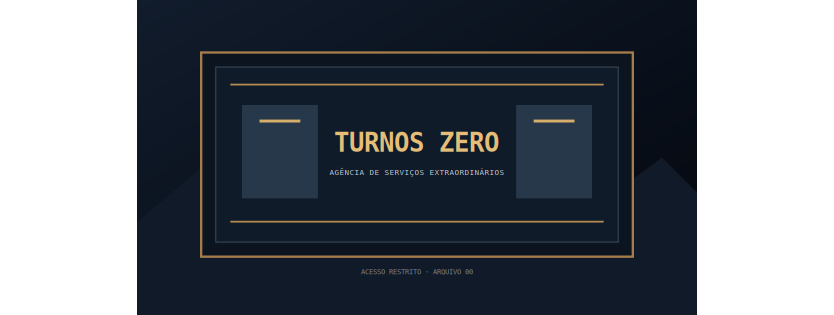 TURNOS ZERO
AGÊNCIA DE SERVIÇOS EXTRAORDINÁRIOS
ACESSO RESTRITO · ARQUIVO 00